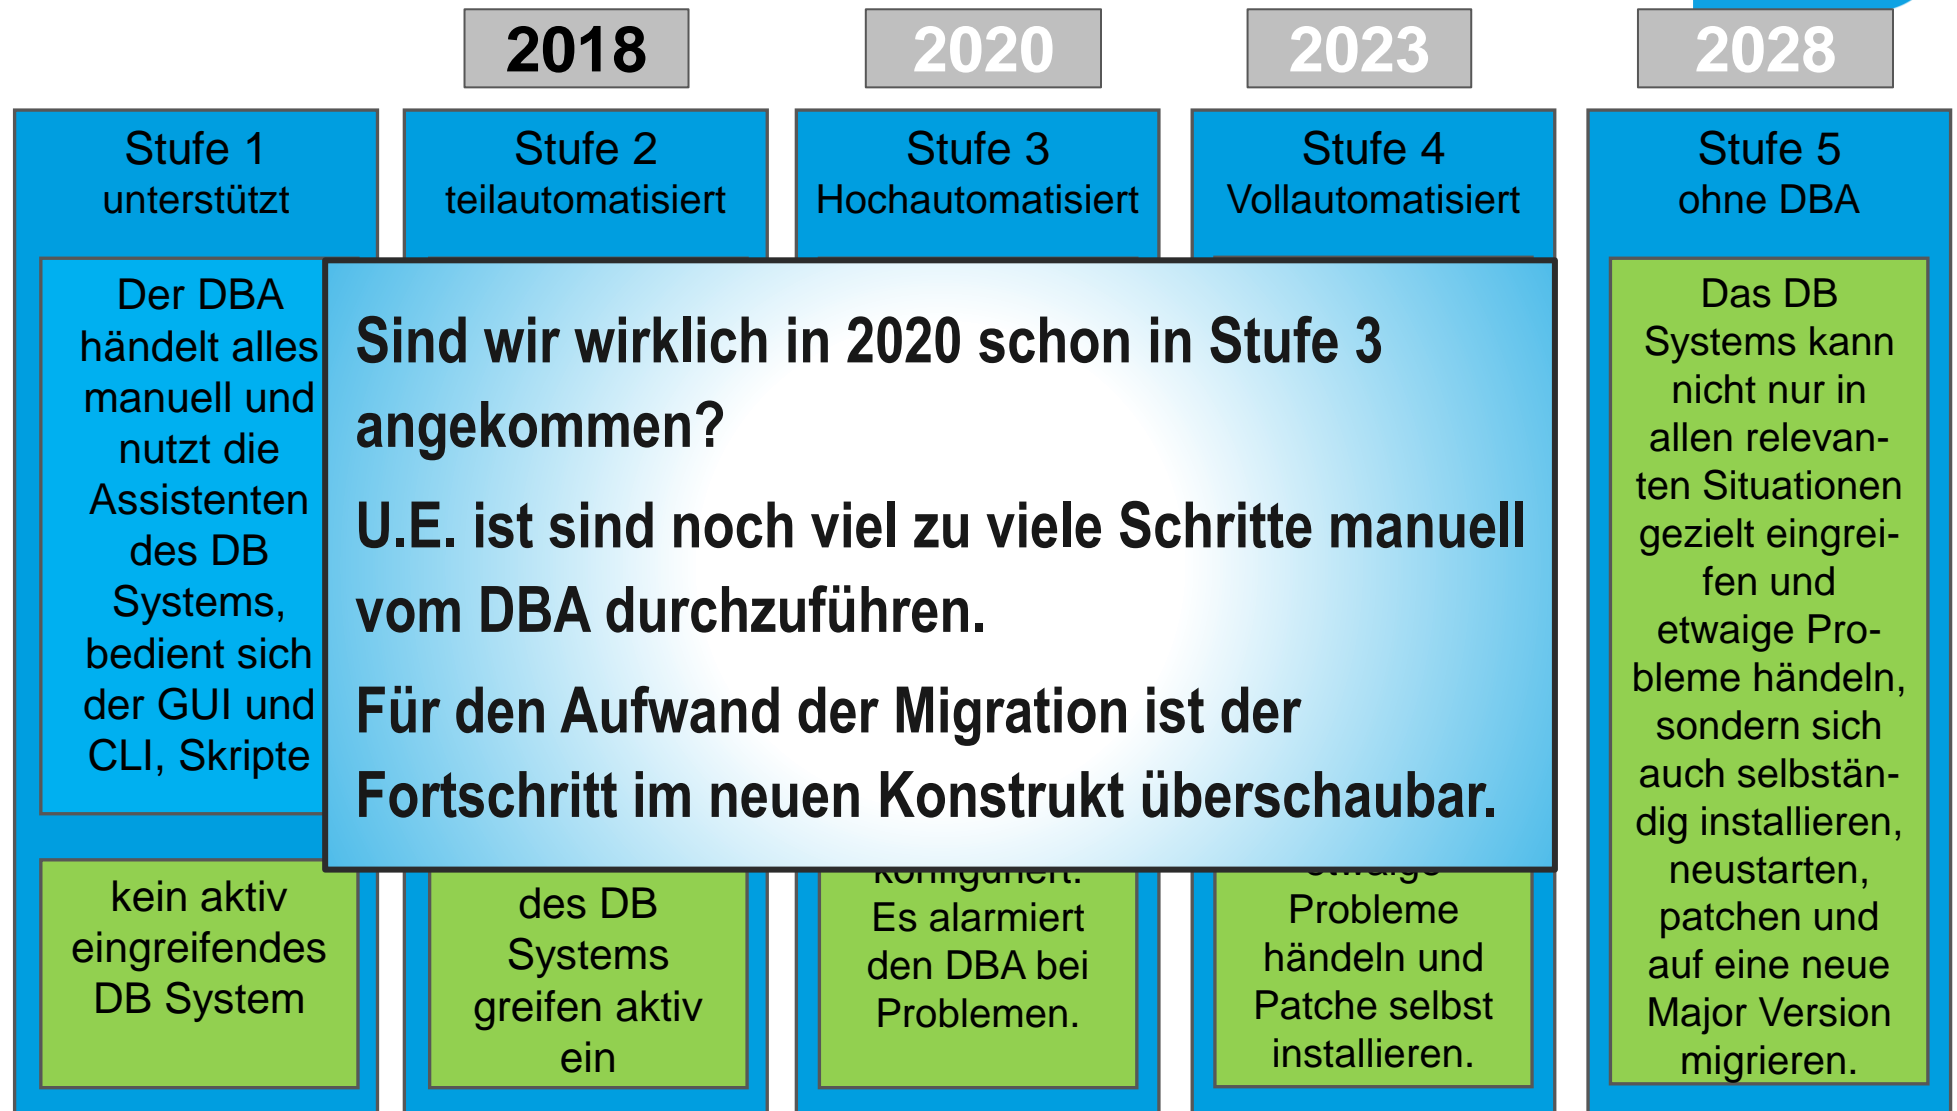 2018
2020
2023
2028
Stufe 1
unterstützt
Der DBA
händelt alles
manuell und
nutzt die
Assistenten
des DB
Systems,
bedient sich
der GUI und
CLI, Skripte
kein aktiv
eingreifendes
DB System
Stufe 2
teilautomatisiert
des DB
Systems
greifen aktiv
ein
Stufe 3
Hochautomatisiert
konfiguriert.
Es alarmiert
den DBA bei
Problemen.
Stufe 4
Vollautomatisiert
etwaige
Probleme
händeln und
Patche selbst
installieren.
Stufe 5
ohne DBA
Das DB
Systems kann
nicht nur in
allen relevan-
ten Situationen
gezielt eingrei-
fen und
etwaige Pro-
bleme händeln,
sondern sich
auch selbstän-
dig installieren,
neustarten,
patchen und
auf eine neue
Major Version
migrieren.
Sind wir wirklich in 2020 schon in Stufe 3
angekommen?
U.E. ist sind noch viel zu viele Schritte manuell
vom DBA durchzuführen.
Für den Aufwand der Migration ist der
Fortschritt im neuen Konstrukt überschaubar.